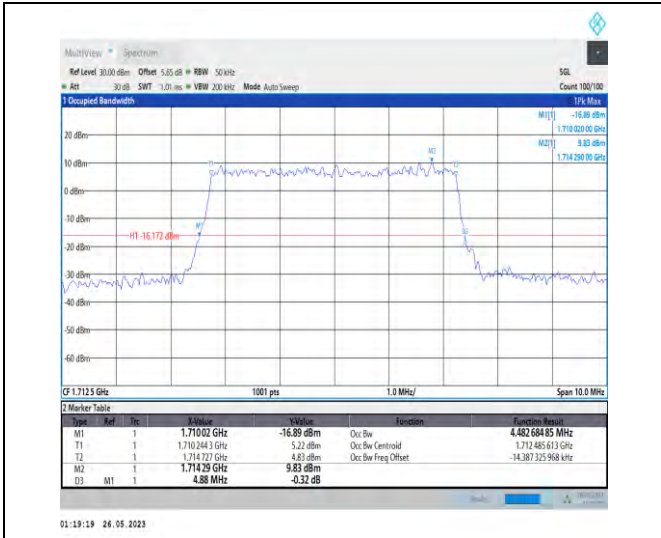 MultiView Spectrum
Ref Level 30.00 dBm Offset 5.85 dB RBW 50 kHz SGL
Att 30 dB SWT 1.01 ms VBW 200 kHz Mode Auto Sweep Count 100/100
1 Occupied Bandwidth 1Pk Max
M1[1] -16.89 dBm
1.710 020 00 GHz
M2[1] 9.83 dBm
1.714 290 00 GHz
20 dBm
M2
10 dBm
T1 T2
0 dBm
-10 dBm
M1
H1 -16.172 dBm
-20 dBm
-30 dBm
-40 dBm
-50 dBm
-60 dBm
CF 1.712 5 GHz 1001 pts 1.0 MHz/ Span 10.0 MHz
2 Marker Table
Type Ref Trc X-Value Y-Value Function Function Result
M1 1 1.710 02 GHz -16.89 dBm Occ Bw 4.482 684 85 MHz
T1 1 1.710 244 3 GHz 5.22 dBm Occ Bw Centroid 1.712 485 613 GHz
T2 1 1.714 727 GHz 4.83 dBm Occ Bw Freq Offset -14.387 325 968 kHz
M2 1 1.714 29 GHz 9.83 dBm
D3 M1 1 4.88 MHz -0.32 dB
01:19:19 26.05.2023